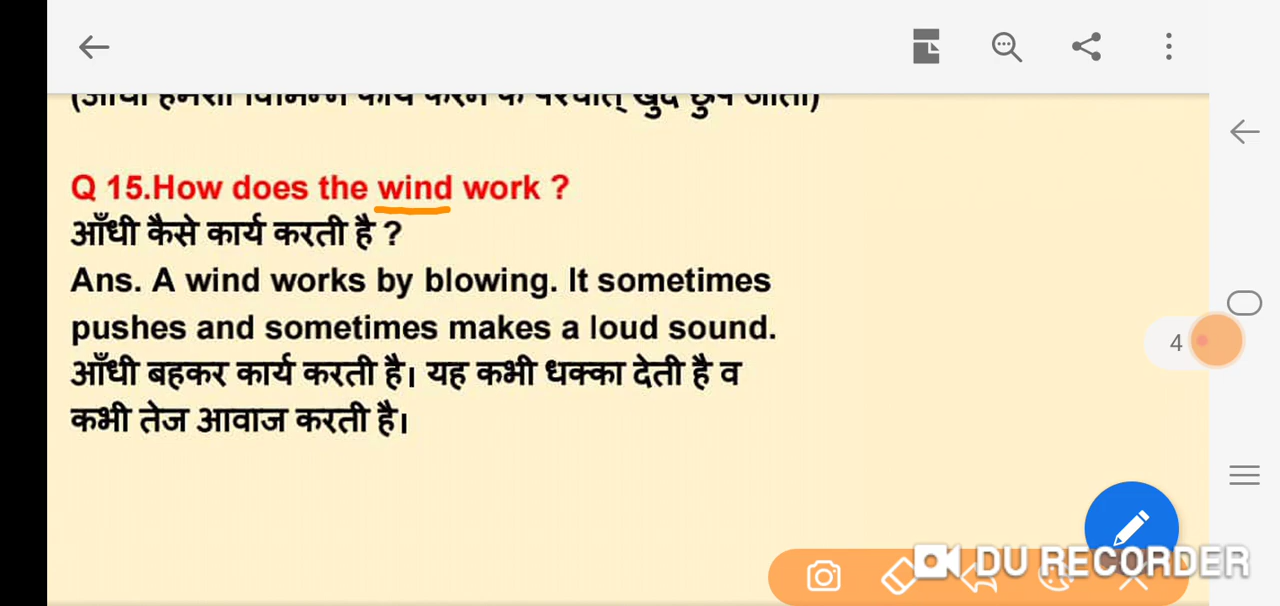 Q 15.How does the wind work ?
आँधी कैसे कार्य करती है ?
Ans. A wind works by blowing. It sometimes
pushes and sometimes makes a loud sound.
आँधी बहकर कार्य करती है। यह कभी धक्का देती है व
कभी तेज आवाज करती है।
4
DU RECORDER